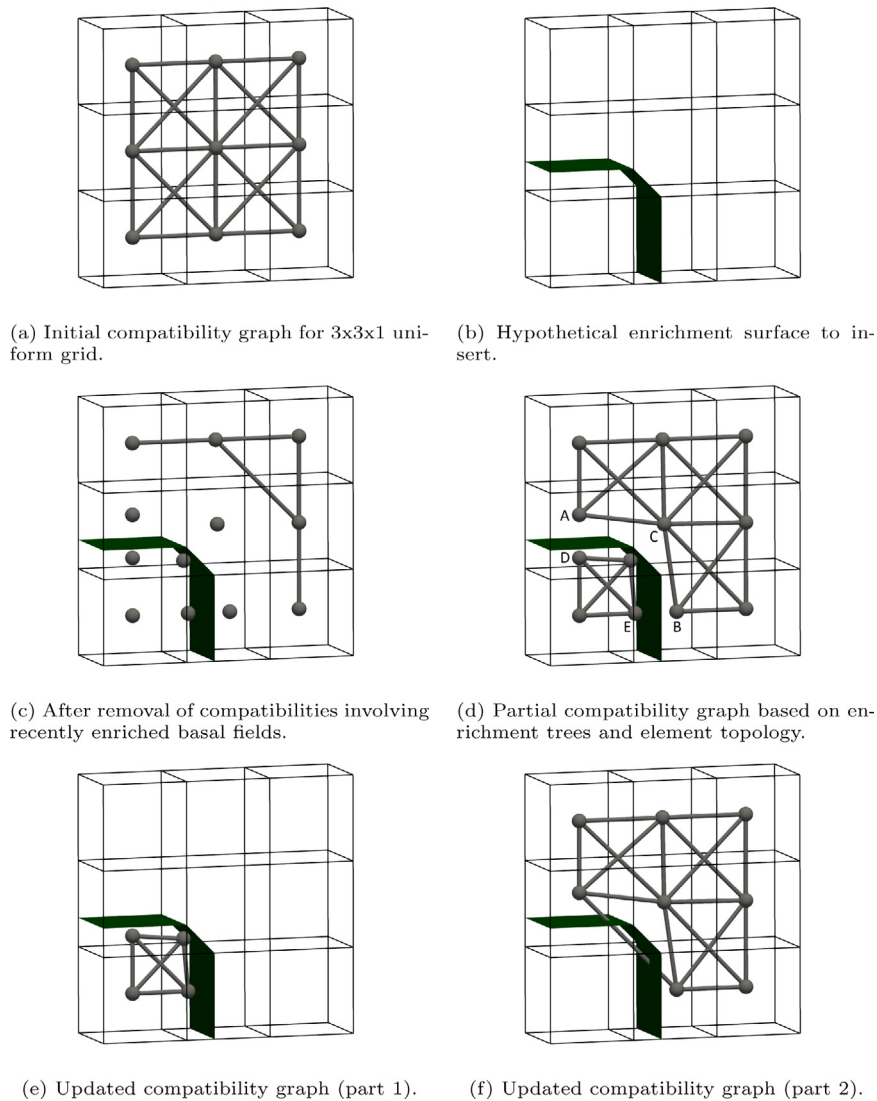 (a) Initial compatibility graph for 3x3x1 uni-
form grid.
(b) Hypothetical enrichment surface to in-
sert.
A
C
D
E
B
(c) After removal of compatibilities involving
recently enriched basal fields.
(d) Partial compatibility graph based on en-
richment trees and element topology.
(e) Updated compatibility graph (part 1).
(f) Updated compatibility graph (part 2).